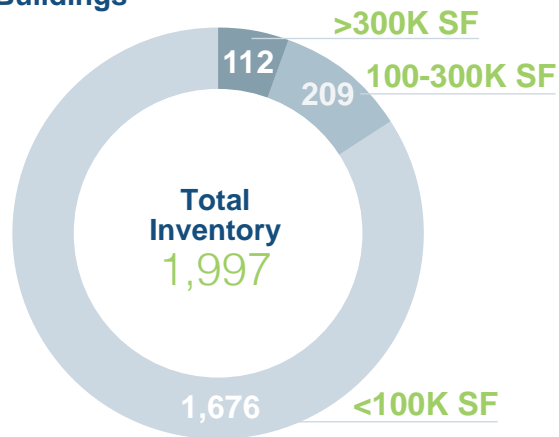 Buildings
>300K SF
112
100-300K SF
209
Total
Inventory
1,997
1,676
<100K SF